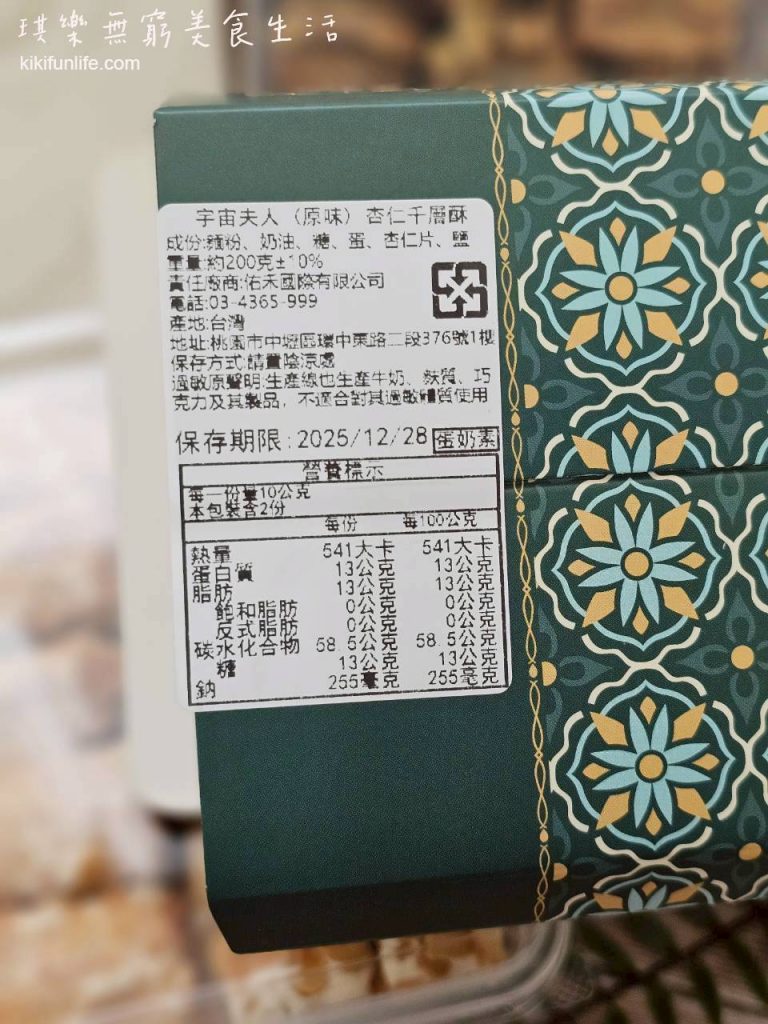 琪樂無窮美食生活
kikifunlife.com
宇宙夫人（原味）杏仁千層酥
成份:麵粉、奶油、糖、蛋、杏仁片、鹽
重量:約200克±10%
責任廠商:佑禾國際有限公司
電話:03-4365-999
產地:台灣
地址:桃園市中壢區環中東路二段376號1樓
保存方式:請置陰涼處
過敏原聲明:生產線也生產牛奶、麩質、巧
克力及其製品，不適合對其過敏體質使用
保存期限:2025/12/28 蛋奶素
營養標示
每一份量10公克
本包裝含2份
每份 每100公克
熱量 541大卡 541大卡
蛋白質 13公克 13公克
脂肪 13公克 13公克
飽和脂肪 0公克 0公克
反式脂肪 0公克 0公克
碳水化合物 58.5公克 58.5公克
糖 13公克 13公克
鈉 255毫克 255毫克